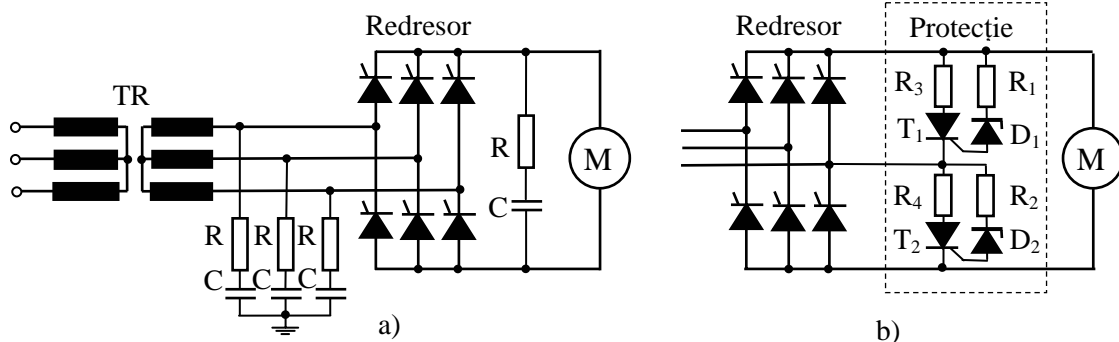 Redresor
TR
R
C
M
R
R
R
C
C
C
a)
Redresor
Protecție
R3
R1
T1
D1
M
R4
R2
T2
D2
b)